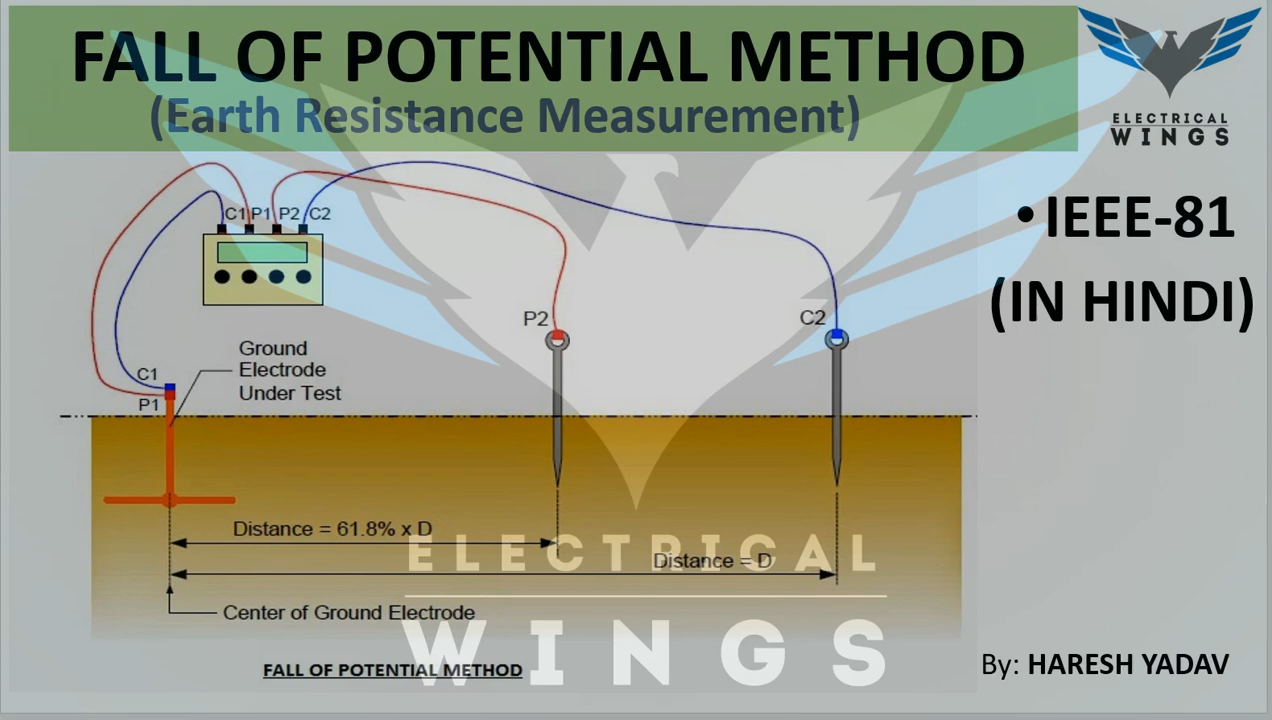 FALL OF POTENTIAL METHOD
(Earth Resistance Measurement)
ELECTRICAL
WINGS
• IEEE-81
(IN HINDI)
C1 P1 P2 C2
P2
C2
Ground
Electrode
Under Test
C1
P1
Distance = 61.8% x D
Distance = D
ELECTRICAL
Center of Ground Electrode
WINGS
FALL OF POTENTIAL METHOD
By: HARESH YADAV